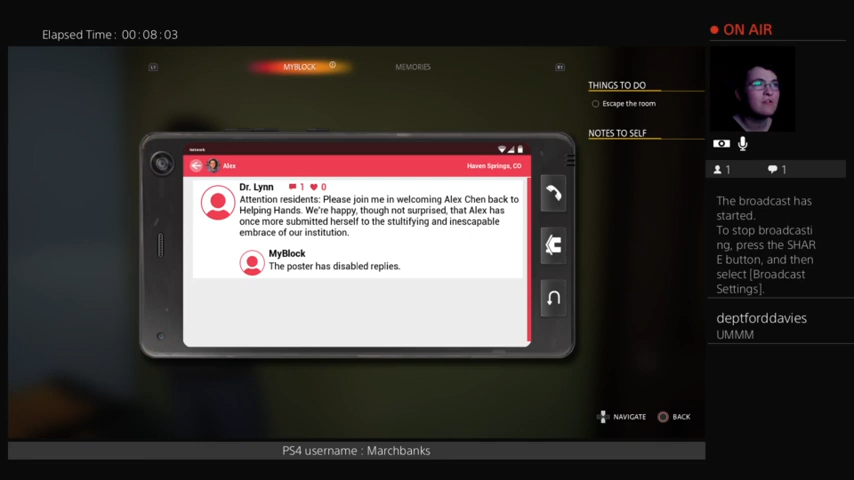 Elapsed Time : 00:08:03
ON AIR
MYBLOCK
MEMORIES
THINGS TO DO
Escape the room
NOTES TO SELF
Alex
Haven Springs, CO
Dr. Lynn 1 0
Attention residents: Please join me in welcoming Alex Chen back to
Helping Hands. We're happy, though not surprised, that Alex has
once more submitted herself to the stultifying and inescapable
embrace of our institution.
MyBlock
The poster has disabled replies.
NAVIGATE
BACK
1 1
The broadcast has
started.
To stop broadcasti
ng, press the SHAR
E button, and then
select [Broadcast
Settings].
deptforddavies
UMMM
PS4 username : Marchbanks